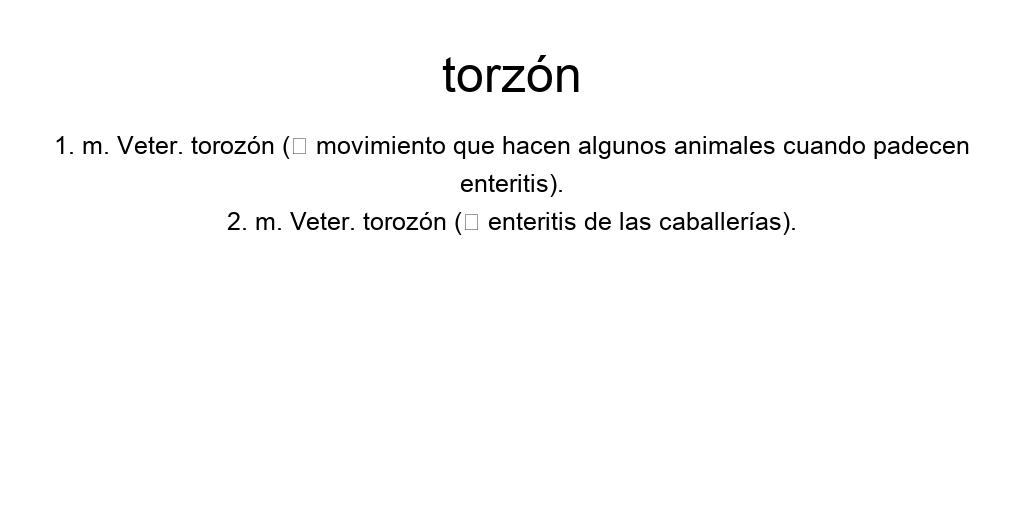 torzón
1. m. Veter. torozón (□ movimiento que hacen algunos animales cuando padecen
enteritis).
2. m. Veter. torozón (□ enteritis de las caballerías).